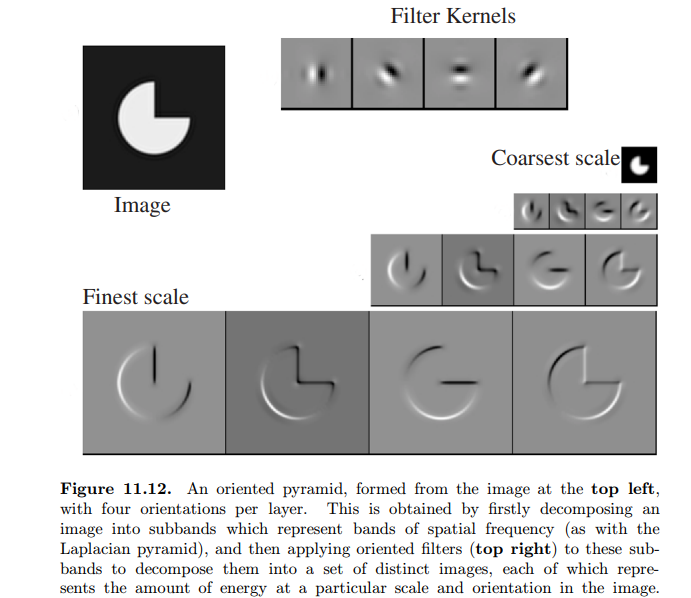 Filter Kernels
Coarsest scale
Image
Finest scale
Figure 11.12. An oriented pyramid, formed from the image at the top left,
with four orientations per layer. This is obtained by firstly decomposing an
image into subbands which represent bands of spatial frequency (as with the
Laplacian pyramid), and then applying oriented filters (top right) to these sub-
bands to decompose them into a set of distinct images, each of which repre-
sents the amount of energy at a particular scale and orientation in the image.